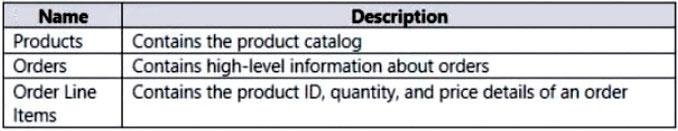 Name Description
Products Contains the product catalog
Orders Contains high-level information about orders
Order Line Contains the product ID, quantity, and price details of an order
Items